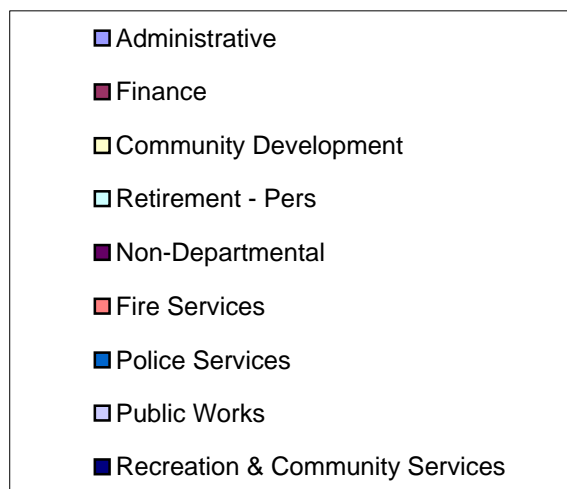 Administrative
Finance
Community Development
Retirement - Pers
Non-Departmental
Fire Services
Police Services
Public Works
Recreation & Community Services